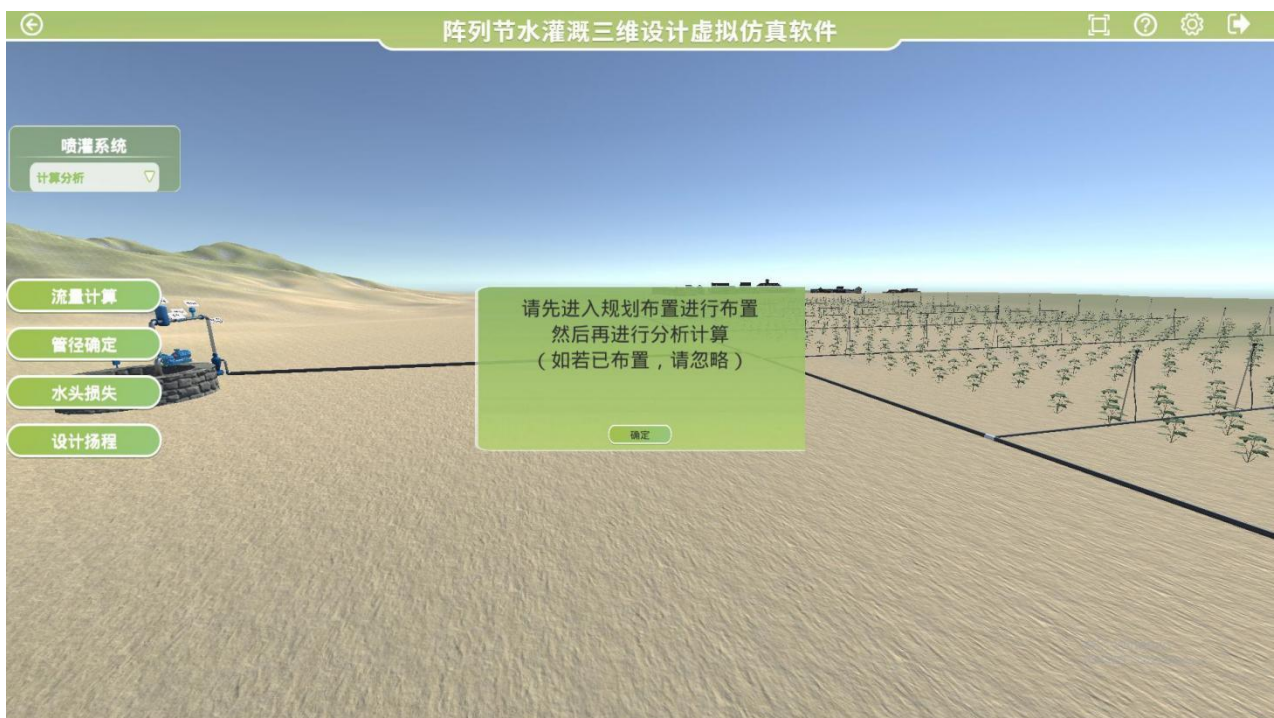 阵列节水灌溉三维设计虚拟仿真软件
喷灌系统
计算分析
流量计算
管径确定
水头损失
设计扬程
请先进入规划布置进行布置
然后再进行分析计算
（如若已布置，请忽略）
确定